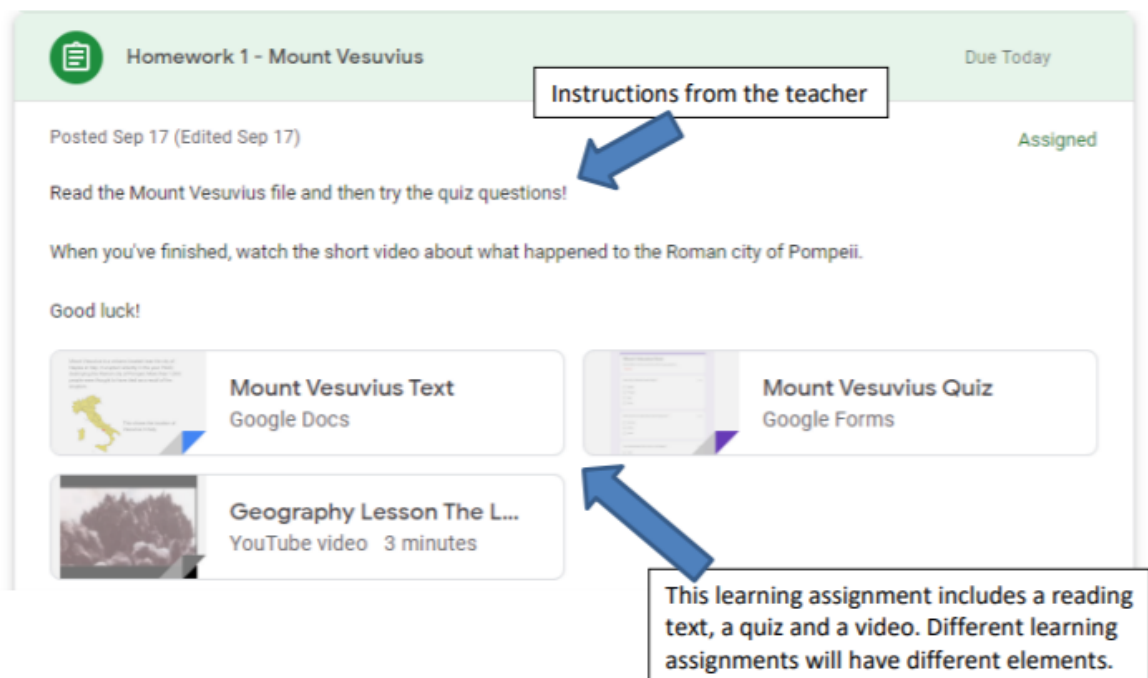 Homework 1 - Mount Vesuvius
Due Today
Instructions from the teacher
Posted Sep 17 (Edited Sep 17)
Assigned
Read the Mount Vesuvius file and then try the quiz questions!
When you've finished, watch the short video about what happened to the Roman city of Pompeii.
Good luck!
Mount Vesuvius Text
Google Docs
Mount Vesuvius Quiz
Google Forms
Geography Lesson The L...
YouTube video 3 minutes
This learning assignment includes a reading
text, a quiz and a video. Different learning
assignments will have different elements.